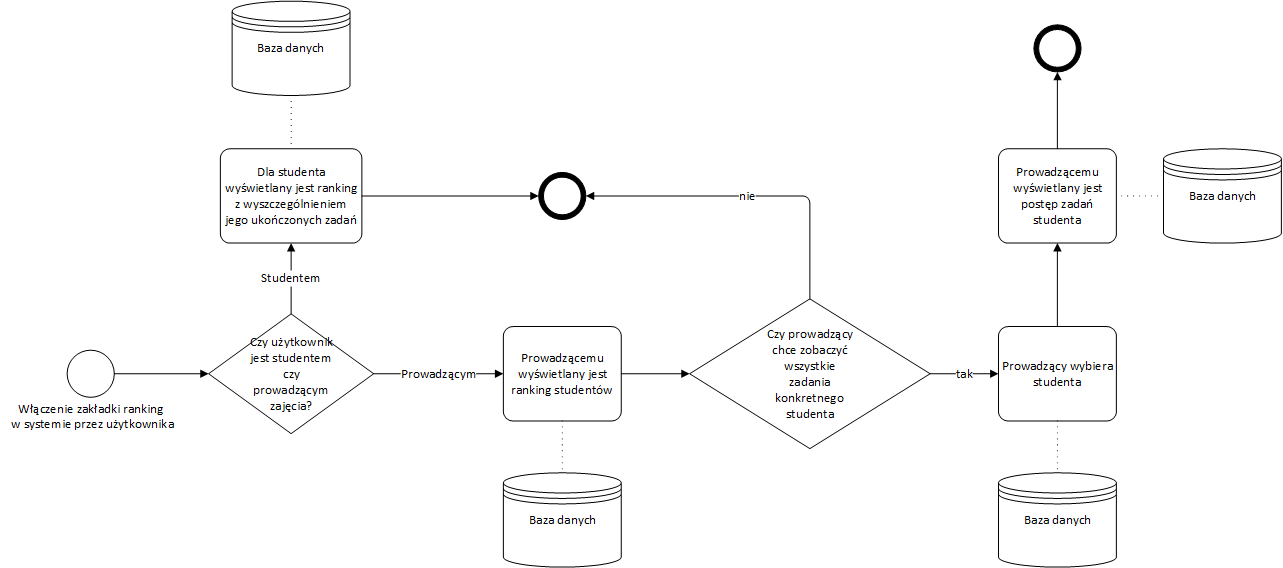 Baza danych
Dla studenta
wyświetlany jest ranking
z wyszczególnieniem
jego ukończonych zadań
Prowadzącemu
wyświetlany jest
postęp zadań
studenta
Baza danych
nie
Studentem
Czy użytkownik
jest studentem
czy
prowadzącym
zajęcia?
Włączenie zakładki ranking
w systemie przez użytkownika
Prowadzącym
Prowadzącemu
wyświetlany jest
ranking studentów
Czy prowadzący
chce zobaczyć
wszystkie
zadania
konkretnego
studenta
tak
Prowadzący wybiera
studenta
Baza danych
Baza danych